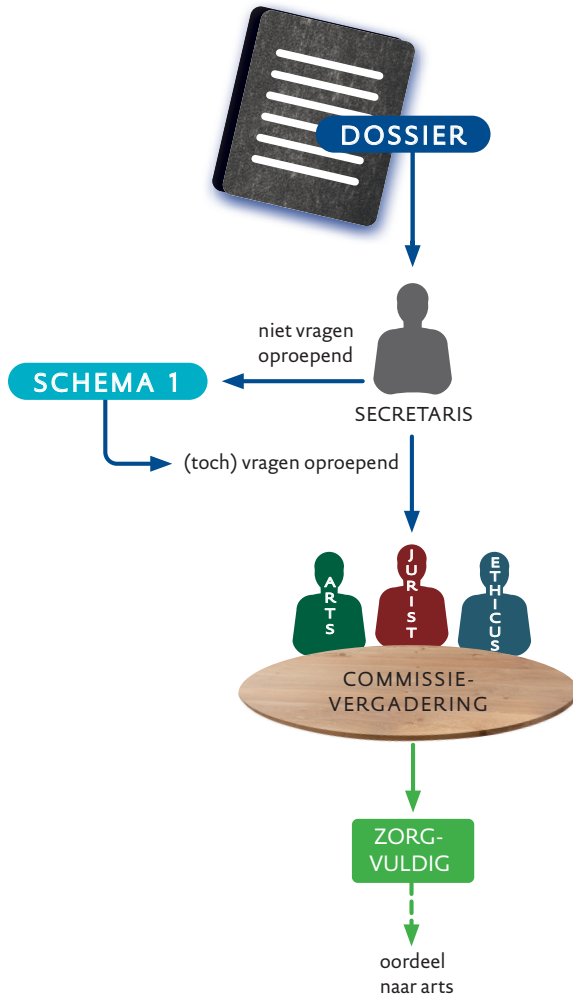 DOSSIER
niet vragen
oproepend
SCHEMA 1
SECRETARIS
(toch) vragen oproepend
ARTS
JURIST
ETHICUS
COMMISSIE-
VERGADERING
ZORG-
VULDIG
oordeel
naar arts